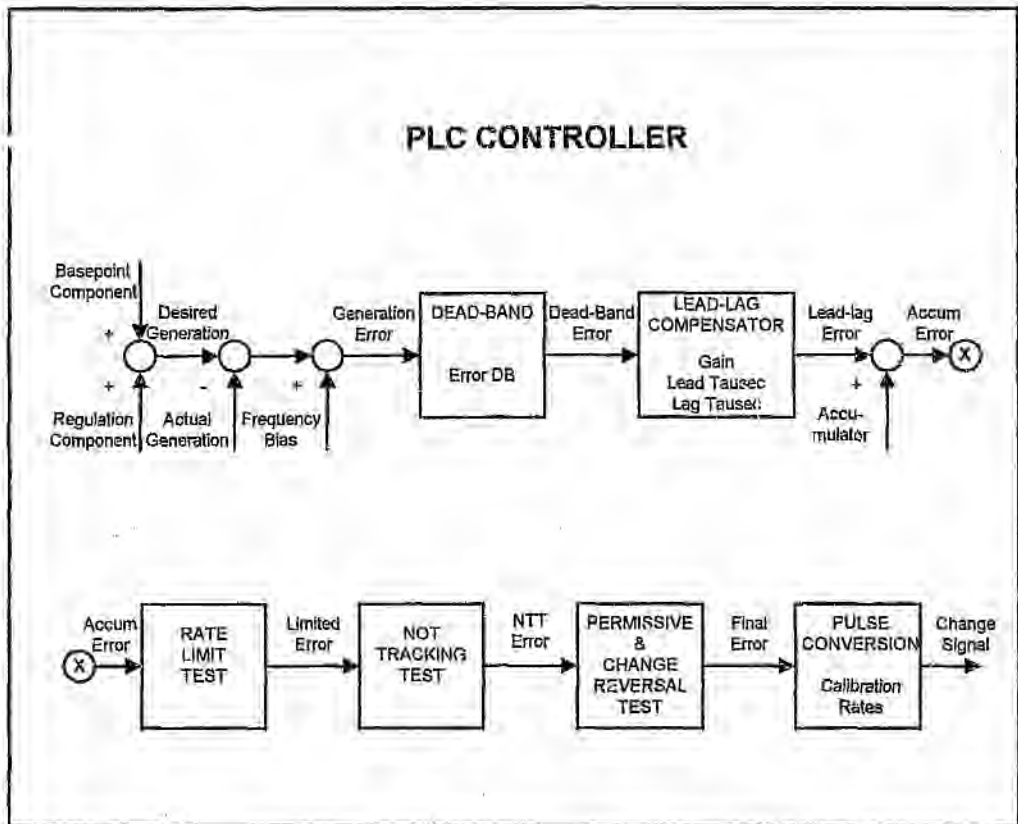 PLC CONTROLLER
Basepoint
Component
+
+
Regulation
Component
Desired
Generation
-
Actual
Generation
+
Frequency
Bias
Generation
Error
DEAD-BAND
Error DB
Dead-Band
Error
LEAD-LAG
COMPENSATOR
Gain
Lead Tausec
Lag Tausec
Lead-lag
Error
+
Accu-
mulator
Accum
Error
X
Accum
Error
X
RATE
LIMIT
TEST
Limited
Error
NOT
TRACKING
TEST
NTT
Error
PERMISSIVE
&
CHANGE
REVERSAL
TEST
Final
Error
PULSE
CONVERSION
Calibration
Rates
Change
Signal